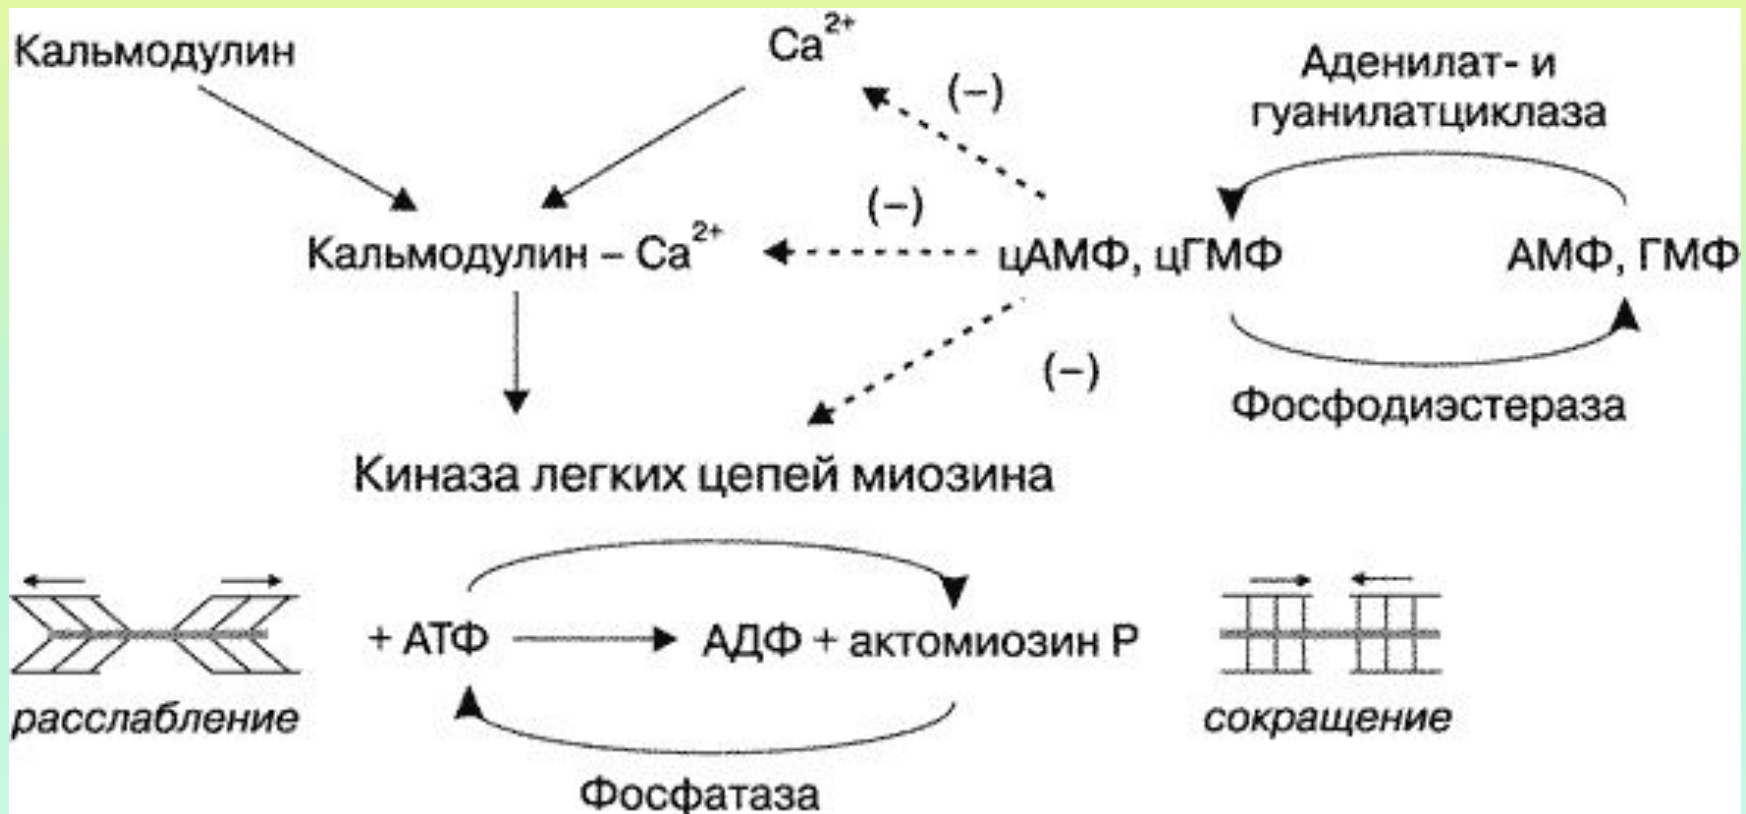 Кальмодулин
Ca²⁺
Аденилат- и
гуанилатциклаза
(–)
(–)
Кальмодулин – Ca²⁺
цАМФ, цГМФ
АМФ, ГМФ
(–)
Фосфодиэстераза
Киназа легких цепей миозина
+ АТФ
АДФ + актомиозин Р
расслабление
сокращение
Фосфатаза